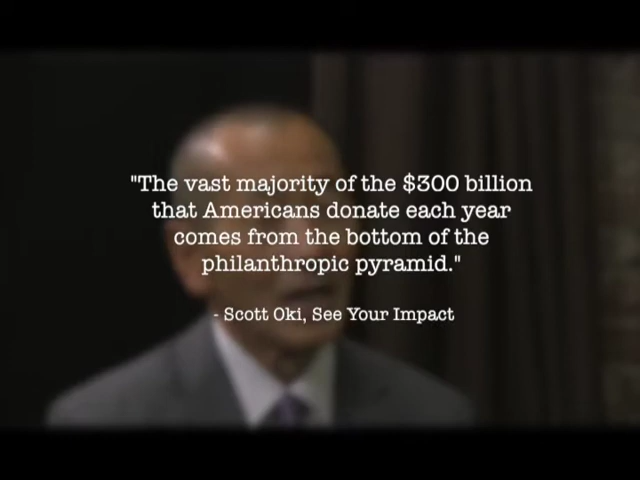 "The vast majority of the $300 billion
that Americans donate each year
comes from the bottom of the
philanthropic pyramid."
- Scott Oki, See Your Impact